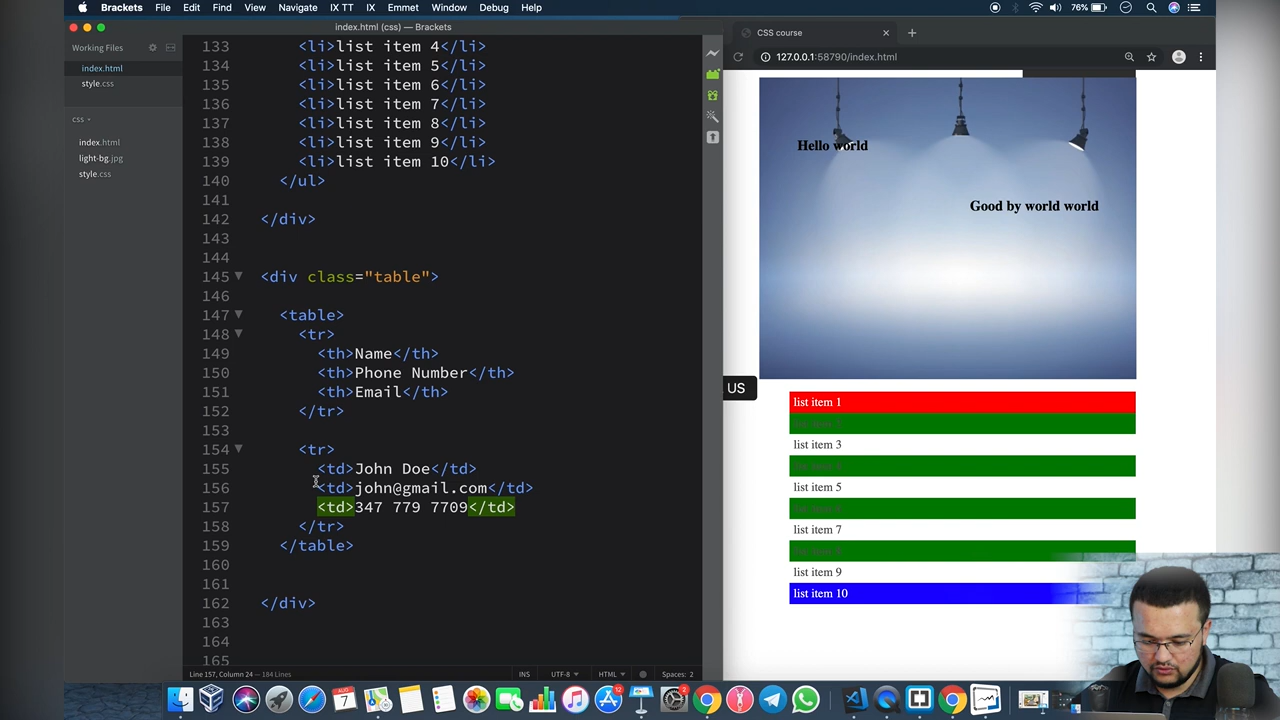 Brackets File Edit Find View Navigate IX TT IX Emmet Window Debug Help 76%
index.html (css) — Brackets
Working Files
index.html
style.css
css
index.html
light-bg.jpg
style.css
133 <li>list item 4</li>
134 <li>list item 5</li>
135 <li>list item 6</li>
136 <li>list item 7</li>
137 <li>list item 8</li>
138 <li>list item 9</li>
139 <li>list item 10</li>
140 </ul>
141
142 </div>
143
144
145 <div class="table">
146
147 <table>
148 <tr>
149 <th>Name</th>
150 <th>Phone Number</th>
151 <th>Email</th>
152 </tr>
153
154 <tr>
155 <td>John Doe</td>
156 <td>john@gmail.com</td>
157 <td>347 779 7709</td>
158 </tr>
159 </table>
160
161
162 </div>
163
164
165
Line 157, Column 24 — 184 Lines
INS UTF-8 HTML Spaces: 2
CSS course
127.0.0.1:58790/index.html
Hello world
Good by world world
US
list item 1
list item 3
list item 5
list item 7
list item 9
list item 10